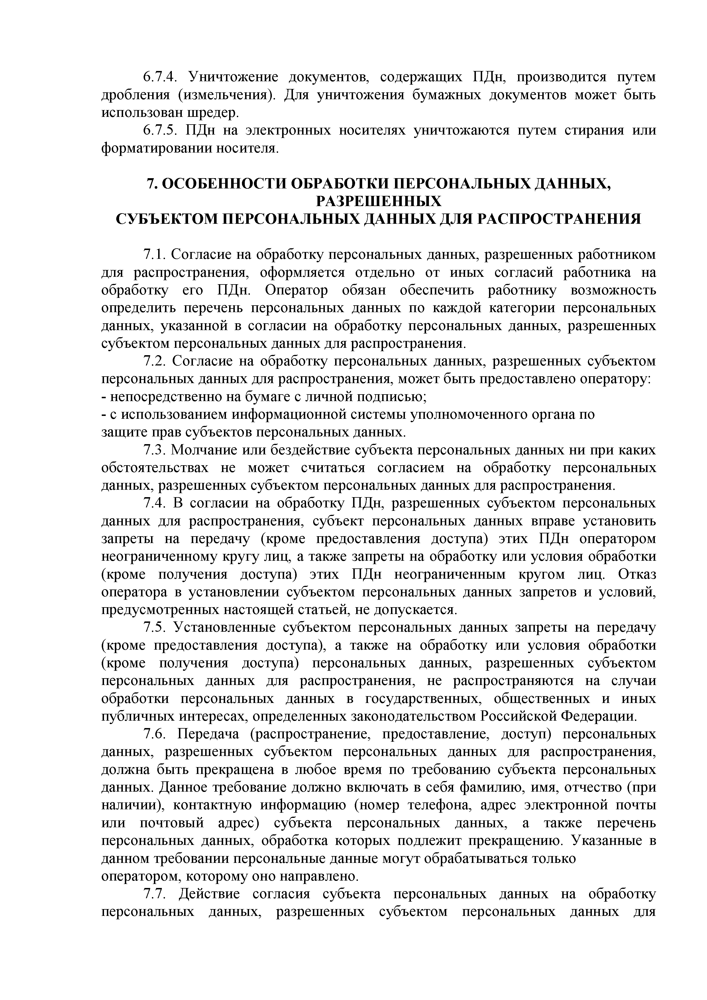 6.7.4. Уничтожение документов, содержащих ПДн, производится путем
дробления (измельчения). Для уничтожения бумажных документов может быть
использован шредер.
6.7.5. ПДн на электронных носителях уничтожаются путем стирания или
форматировании носителя.
7. ОСОБЕННОСТИ ОБРАБОТКИ ПЕРСОНАЛЬНЫХ ДАННЫХ,
РАЗРЕШЕННЫХ
СУБЪЕКТОМ ПЕРСОНАЛЬНЫХ ДАННЫХ ДЛЯ РАСПРОСТРАНЕНИЯ
7.1. Согласие на обработку персональных данных, разрешенных работником
для распространения, оформляется отдельно от иных согласий работника на
обработку его ПДн. Оператор обязан обеспечить работнику возможность
определить перечень персональных данных по каждой категории персональных
данных, указанной в согласии на обработку персональных данных, разрешенных
субъектом персональных данных для распространения.
7.2. Согласие на обработку персональных данных, разрешенных субъектом
персональных данных для распространения, может быть предоставлено оператору:
- непосредственно на бумаге с личной подписью;
- с использованием информационной системы уполномоченного органа по
защите прав субъектов персональных данных.
7.3. Молчание или бездействие субъекта персональных данных ни при каких
обстоятельствах не может считаться согласием на обработку персональных
данных, разрешенных субъектом персональных данных для распространения.
7.4. В согласии на обработку ПДн, разрешенных субъектом персональных
данных для распространения, субъект персональных данных вправе установить
запреты на передачу (кроме предоставления доступа) этих ПДн оператором
неограниченному кругу лиц, а также запреты на обработку или условия обработки
(кроме получения доступа) этих ПДн неограниченным кругом лиц. Отказ
оператора в установлении субъектом персональных данных запретов и условий,
предусмотренных настоящей статьей, не допускается.
7.5. Установленные субъектом персональных данных запреты на передачу
(кроме предоставления доступа), а также на обработку или условия обработки
(кроме получения доступа) персональных данных, разрешенных субъектом
персональных данных для распространения, не распространяются на случаи
обработки персональных данных в государственных, общественных и иных
публичных интересах, определенных законодательством Российской Федерации.
7.6. Передача (распространение, предоставление, доступ) персональных
данных, разрешенных субъектом персональных данных для распространения,
должна быть прекращена в любое время по требованию субъекта персональных
данных. Данное требование должно включать в себя фамилию, имя, отчество (при
наличии), контактную информацию (номер телефона, адрес электронной почты
или почтовый адрес) субъекта персональных данных, а также перечень
персональных данных, обработка которых подлежит прекращению. Указанные в
данном требовании персональные данные могут обрабатываться только
оператором, которому оно направлено.
7.7. Действие согласия субъекта персональных данных на обработку
персональных данных, разрешенных субъектом персональных данных для